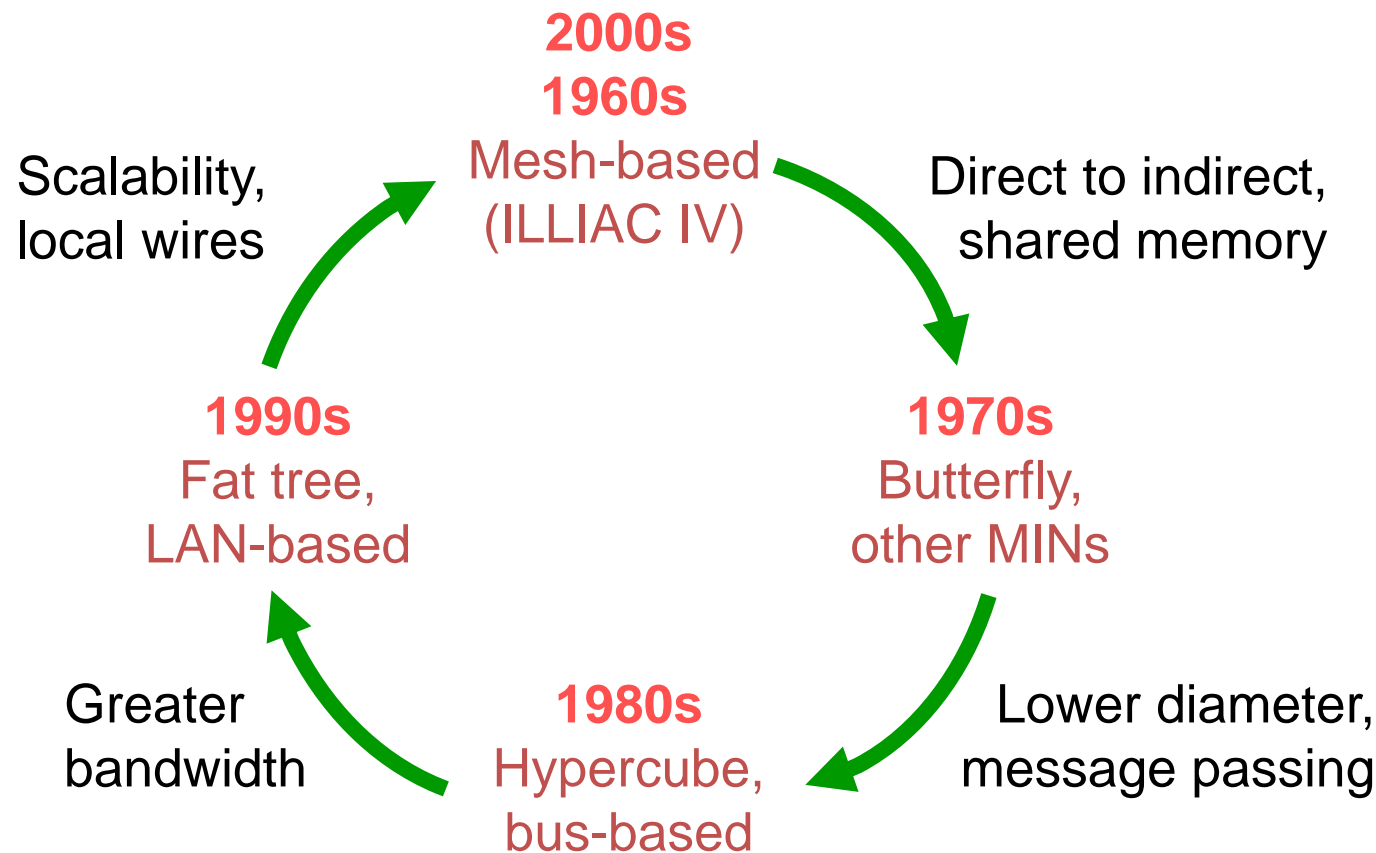 2000s
1960s
Mesh-based
(ILLIAC IV)
Direct to indirect,
shared memory
1970s
Butterfly,
other MINs
Lower diameter,
message passing
1980s
Hypercube,
bus-based
Greater
bandwidth
1990s
Fat tree,
LAN-based
Scalability,
local wires